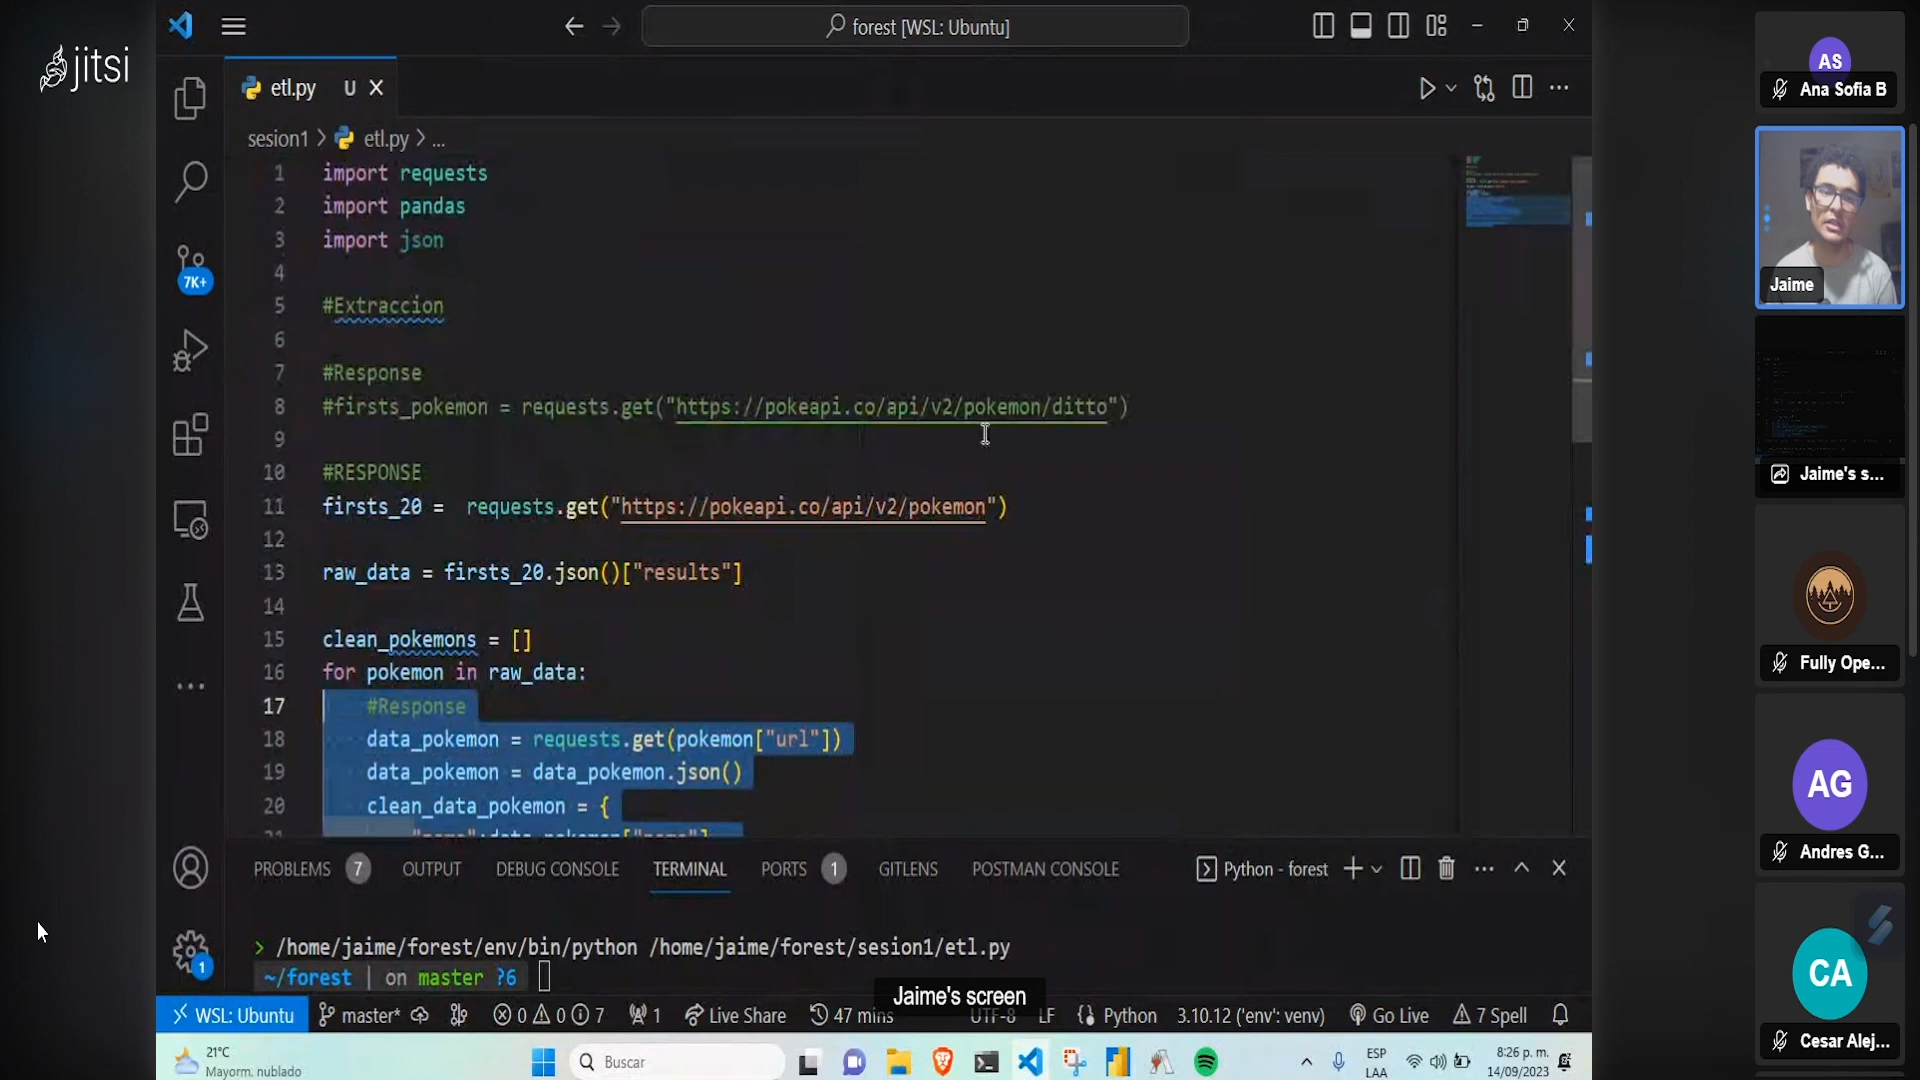 jitsi
forest [WSL: Ubuntu]
etl.py U
sesion1 > etl.py > ...
1 import requests
2 import pandas
3 import json
4
5 #Extraccion
6
7 #Response
8 #firsts_pokemon = requests.get("https://pokeapi.co/api/v2/pokemon/ditto")
9
10 #RESPONSE
11 firsts_20 =  requests.get("https://pokeapi.co/api/v2/pokemon")
12
13 raw_data = firsts_20.json()["results"]
14
15 clean_pokemons = []
16 for pokemon in raw_data:
17 #Response
18 data_pokemon = requests.get(pokemon["url"])
19 data_pokemon = data_pokemon.json()
20 clean_data_pokemon = {
7K+
PROBLEMS 7 OUTPUT DEBUG CONSOLE TERMINAL PORTS 1 GITLENS POSTMAN CONSOLE Python - forest
> /home/jaime/forest/env/bin/python /home/jaime/forest/sesion1/etl.py
~/forest | on master ?6
1
Jaime's screen
WSL: Ubuntu master* 0 0 7 1 Live Share 47 mins UTF-8 LF Python 3.10.12 ('env': venv) Go Live 7 Spell
21°C
Mayorm. nublado
Buscar
ESP
LAA
8:26 p. m.
14/09/2023
AS
Ana Sofia B
Jaime
Jaime's s...
Fully Ope...
AG
Andres G...
CA
Cesar Alej...